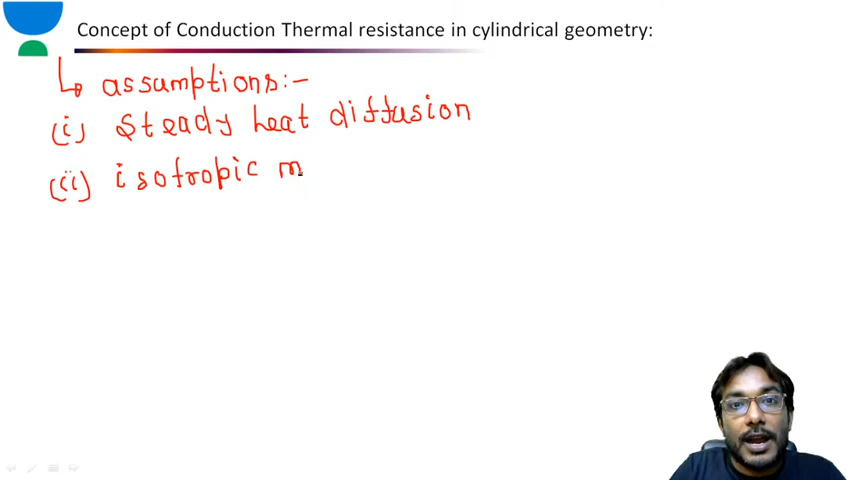 Concept of Conduction Thermal resistance in cylindrical geometry:
assumptions:-
(i) Steady heat diffusion
(ii) isotropic m